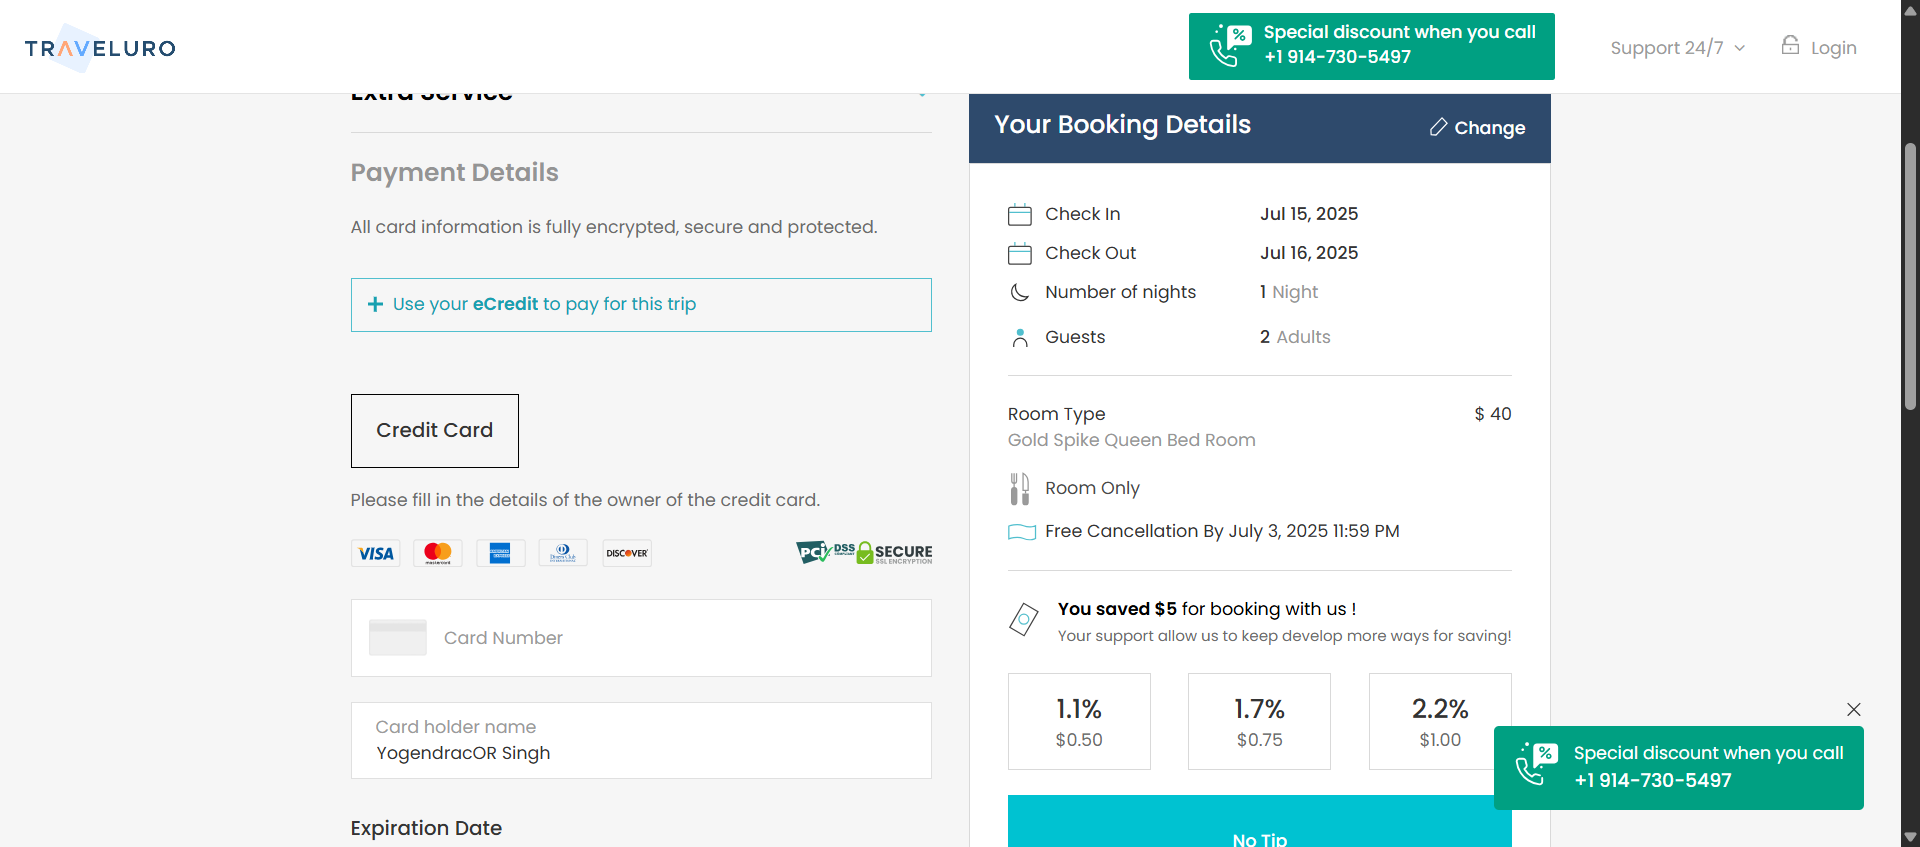 TRAVELURO
Special discount when you call
+1 914-730-5497
Support 24/7
Login
Extra Service
Payment Details
All card information is fully encrypted, secure and protected.
+ Use your eCredit to pay for this trip
Credit Card
Please fill in the details of the owner of the credit card.
VISA
mastercard
AMERICAN EXPRESS
Diners Club
INTERNATIONAL
DISCOVER
PCI DSS
COMPLIANT
SECURE
SSL ENCRYPTION
Card Number
Card holder name
YogendracOR Singh
Expiration Date
Your Booking Details
Change
Check In Jul 15, 2025
Check Out Jul 16, 2025
Number of nights 1 Night
Guests 2 Adults
Room Type $ 40
Gold Spike Queen Bed Room
Room Only
Free Cancellation By July 3, 2025 11:59 PM
You saved $5 for booking with us !
Your support allow us to keep develop more ways for saving!
1.1% 1.7% 2.2%
$0.50 $0.75 $1.00
No Tip
Special discount when you call
+1 914-730-5497